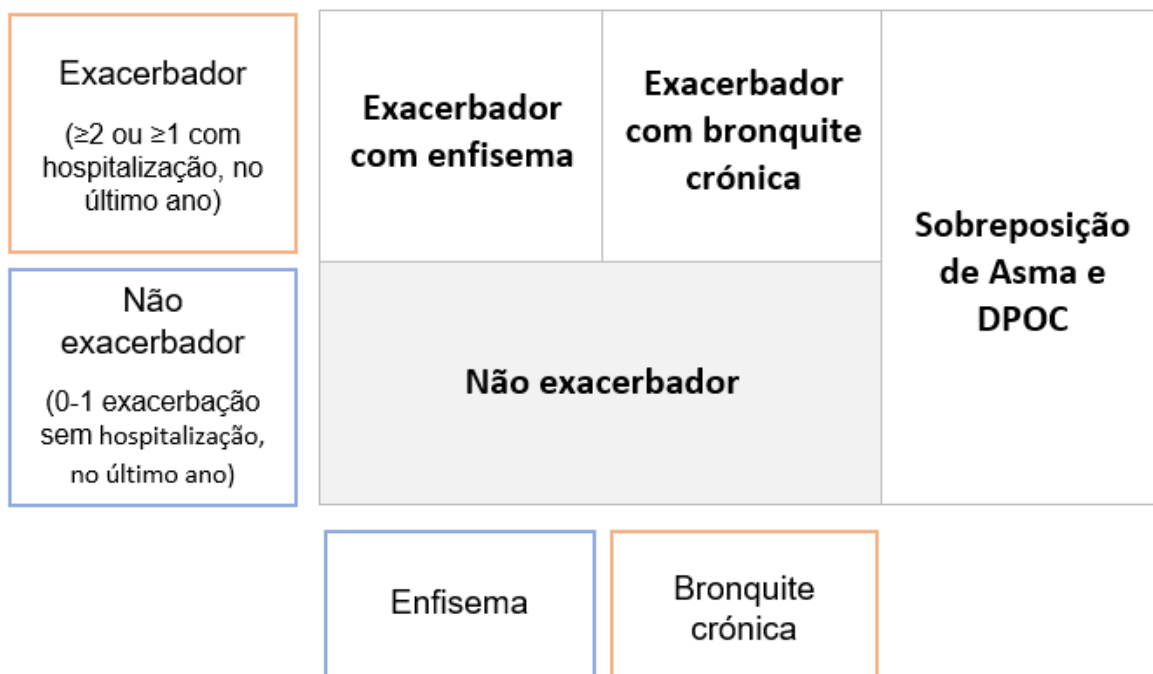 Exacerbador
(≥2 ou ≥1 com
hospitalização, no
último ano)
Exacerbador
com enfisema
Exacerbador
com bronquite
crónica
Sobreposição
de Asma e
DPOC
Não
exacerbador
(0-1 exacerbação
sem hospitalização,
no último ano)
Não exacerbador
Enfisema
Bronquite
crónica